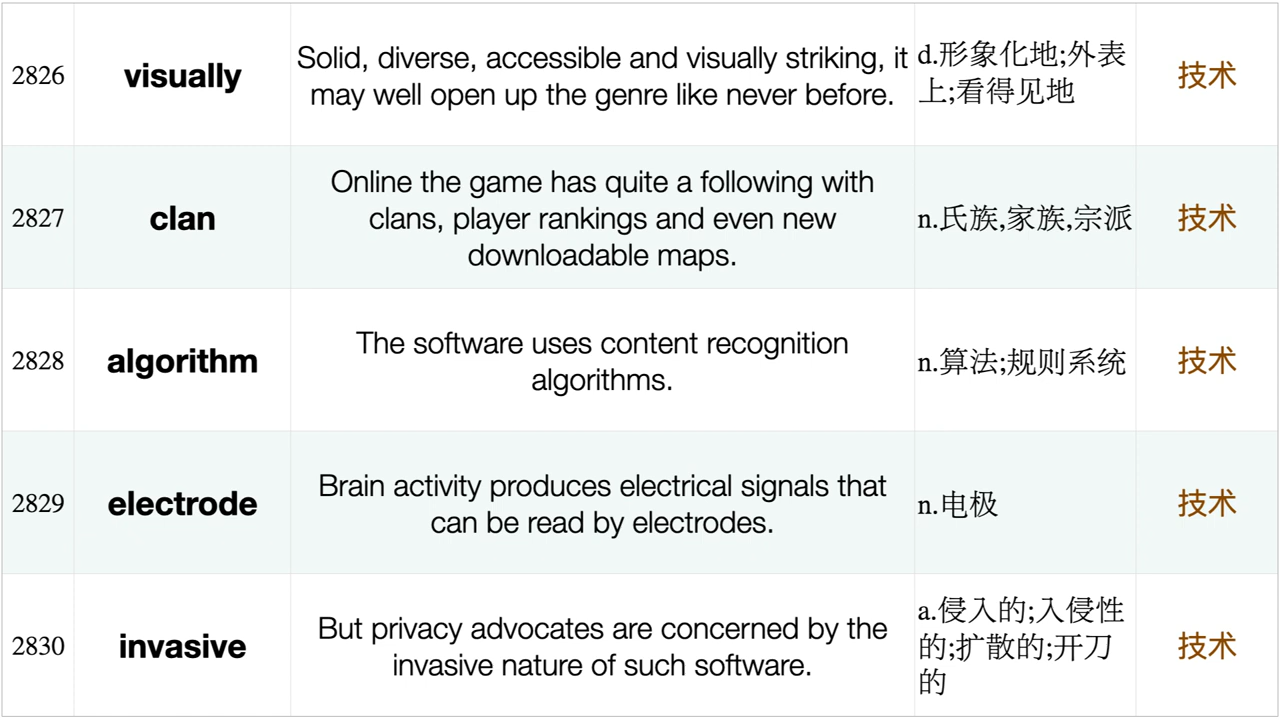 2826 visually Solid, diverse, accessible and visually striking, it d.形象化地;外表 技术
may well open up the genre like never before. 上;看得见地
Online the game has quite a following with
2827 clan clans, player rankings and even new n.氏族,家族,宗派 技术
downloadable maps.
The software uses content recognition
2828 algorithm algorithms. n.算法;规则系统 技术
Brain activity produces electrical signals that
2829 electrode can be read by electrodes. n.电极 技术
a.侵入的;入侵性
2830 invasive But privacy advocates are concerned by the 的;扩散的;开刀 技术
invasive nature of such software. 的